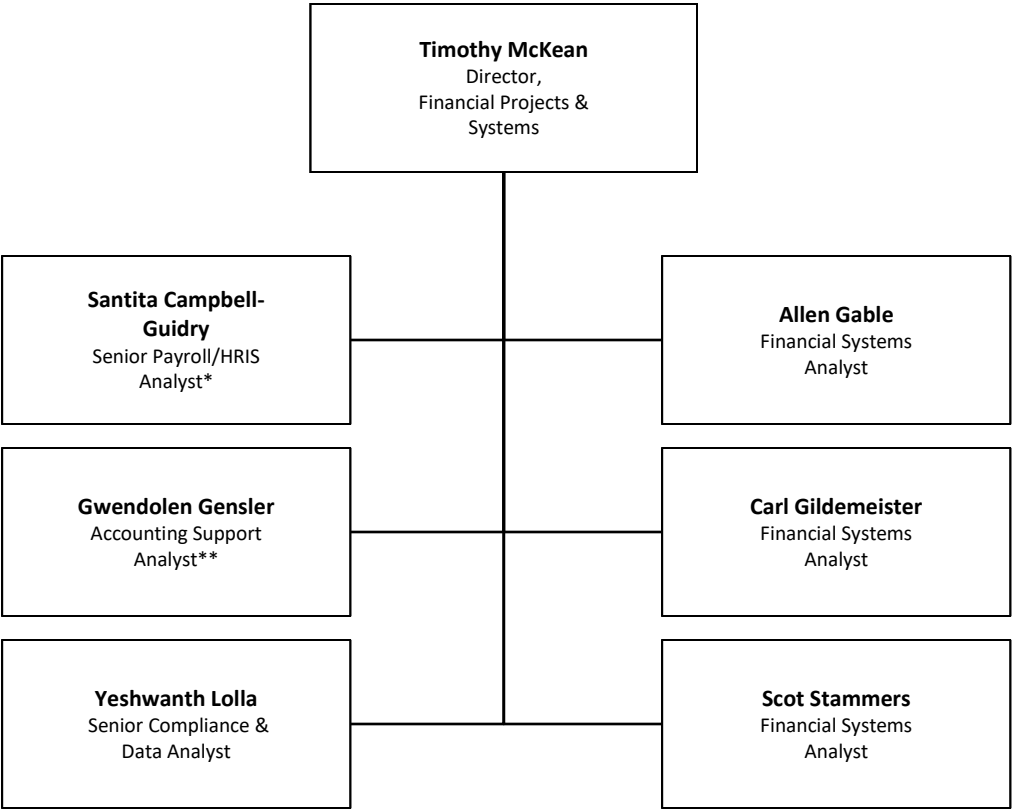 Timothy McKean
Director,
Financial Projects &
Systems
Santita Campbell-
Guidry
Senior Payroll/HRIS
Analyst*
Allen Gable
Financial Systems
Analyst
Gwendolen Gensler
Accounting Support
Analyst**
Carl Gildemeister
Financial Systems
Analyst
Yeshwanth Lolla
Senior Compliance &
Data Analyst
Scot Stammers
Financial Systems
Analyst